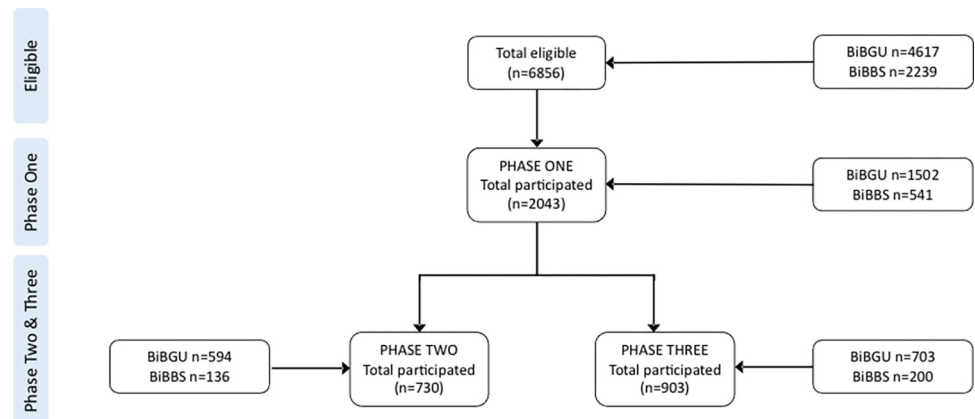 Eligible
Total eligible
(n=6856)
BiBGU n=4617
BiBBS n=2239
Phase One
PHASE ONE
Total participated
(n=2043)
BiBGU n=1502
BiBBS n=541
Phase Two & Three
BiBGU n=594
BiBBS n=136
PHASE TWO
Total participated
(n=730)
PHASE THREE
Total participated
(n=903)
BiBGU n=703
BiBBS n=200